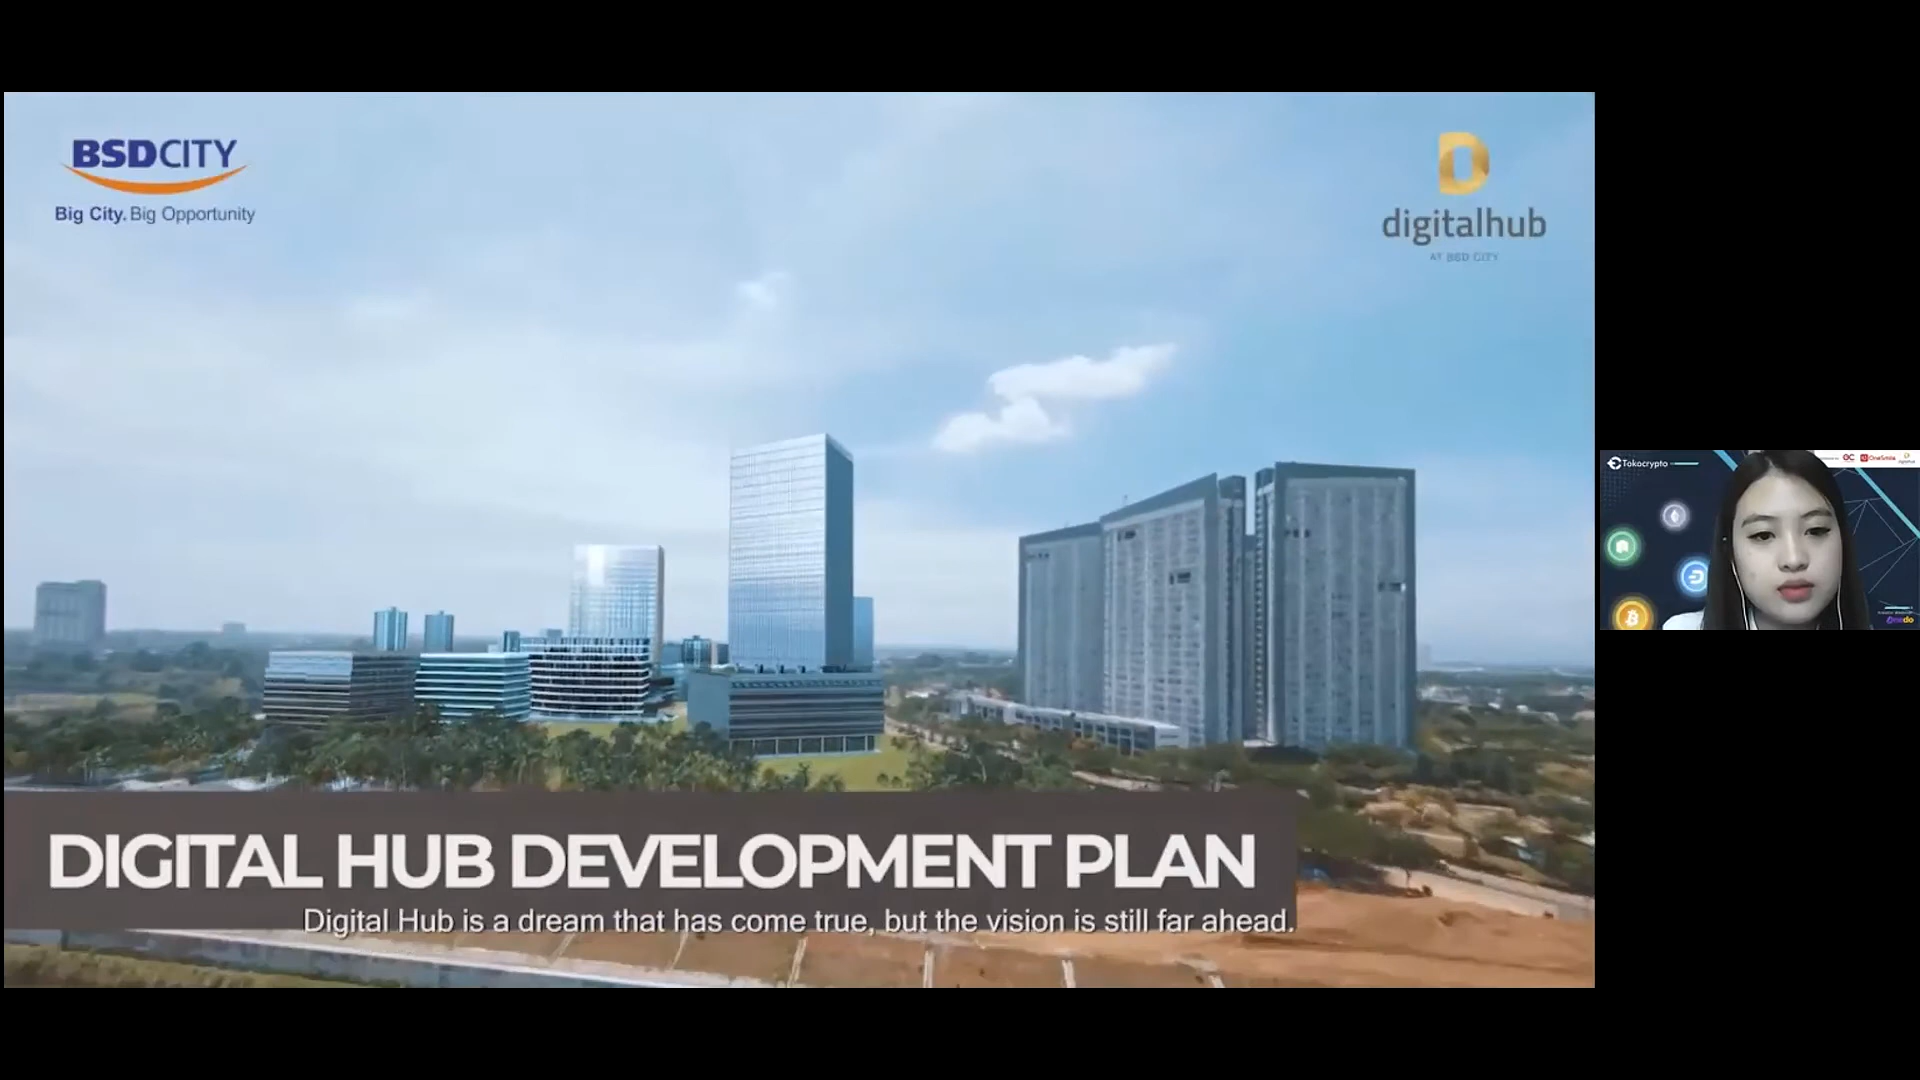 BSDCITY
Big City. Big Opportunity
digitalhub
AT BSD CITY
DIGITAL HUB DEVELOPMENT PLAN
Digital Hub is a dream that has come true, but the vision is still far ahead.
Tokocrypto
OneSmile